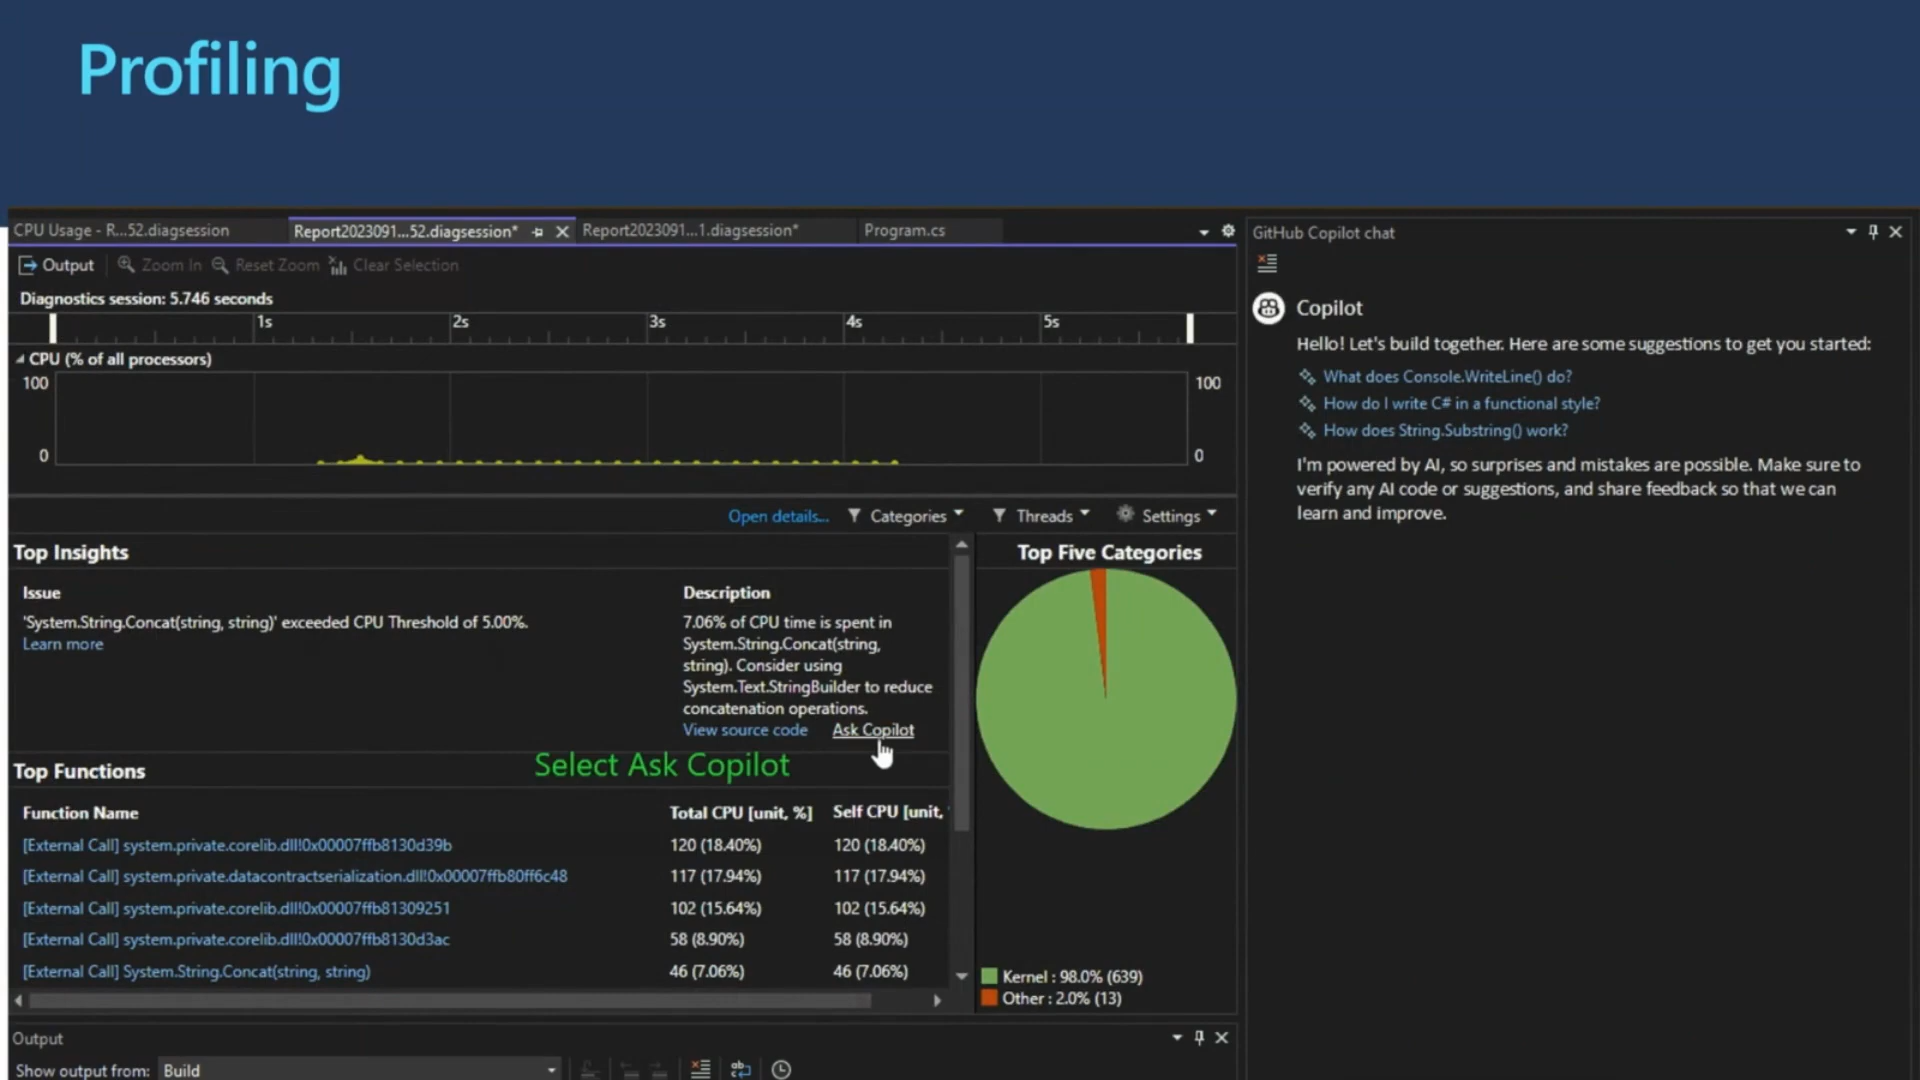 Profiling
CPU Usage - R...52.diagsession
Report2023091...52.diagsession*
Report2023091...1.diagsession*
Program.cs
Output
Zoom In
Reset Zoom
Clear Selection
Diagnostics session: 5.746 seconds
1s 2s 3s 4s 5s
CPU (% of all processors)
100 100
0 0
Open details...
Categories
Threads
Settings
Top Insights
Issue
'System.String.Concat(string, string)' exceeded CPU Threshold of 5.00%.
Learn more
Description
7.06% of CPU time is spent in
System.String.Concat(string,
string). Consider using
System.Text.StringBuilder to reduce
concatenation operations.
View source code Ask Copilot
Select Ask Copilot
Top Functions
Function Name Total CPU [unit, %] Self CPU [unit,
[External Call] system.private.corelib.dll!0x00007ffb8130d39b 120 (18.40%) 120 (18.40%)
[External Call] system.private.datacontractserialization.dll!0x00007ffb80ff6c48 117 (17.94%) 117 (17.94%)
[External Call] system.private.corelib.dll!0x00007ffb81309251 102 (15.64%) 102 (15.64%)
[External Call] system.private.corelib.dll!0x00007ffb8130d3ac 58 (8.90%) 58 (8.90%)
[External Call] System.String.Concat(string, string) 46 (7.06%) 46 (7.06%)
Top Five Categories
Kernel : 98.0% (639)
Other : 2.0% (13)
Output
Show output from: Build
GitHub Copilot chat
Copilot
Hello! Let's build together. Here are some suggestions to get you started:
What does Console.WriteLine() do?
How do I write C# in a functional style?
How does String.Substring() work?
I'm powered by AI, so surprises and mistakes are possible. Make sure to
verify any AI code or suggestions, and share feedback so that we can
learn and improve.